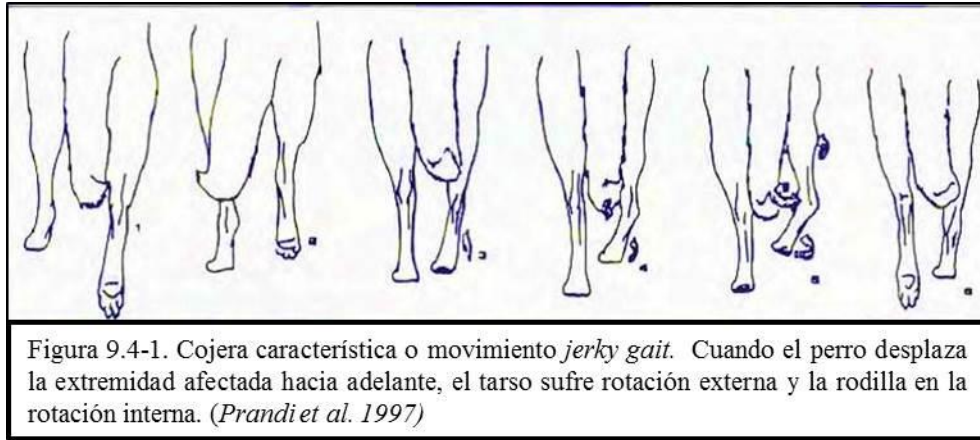 Figura 9.4-1. Cojera característica o movimiento jerky gait. Cuando el perro desplaza
la extremidad afectada hacia adelante, el tarso sufre rotación externa y la rodilla en la
rotación interna. (Prandi et al. 1997)